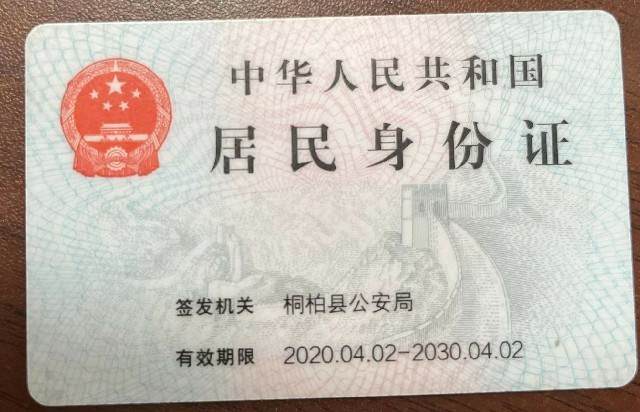 中华人民共和国
居民身份证
签发机关 桐柏县公安局
有效期限 2020.04.02-2030.04.02